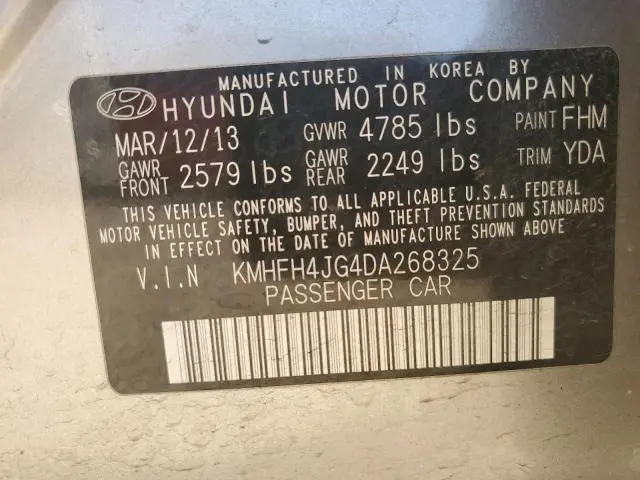 MANUFACTURED IN KOREA BY
HYUNDAI MOTOR COMPANY
MAR/12/13 GVWR 4785 lbs PAINT FHM
GAWR FRONT 2579 lbs GAWR REAR 2249 lbs TRIM YDA
THIS VEHICLE CONFORMS TO ALL APPLICABLE U.S.A. FEDERAL
MOTOR VEHICLE SAFETY, BUMPER, AND THEFT PREVENTION STANDARDS
IN EFFECT ON THE DATE OF MANUFACTURE SHOWN ABOVE.
V.I.N KMHFH4JG4DA268325
PASSENGER CAR